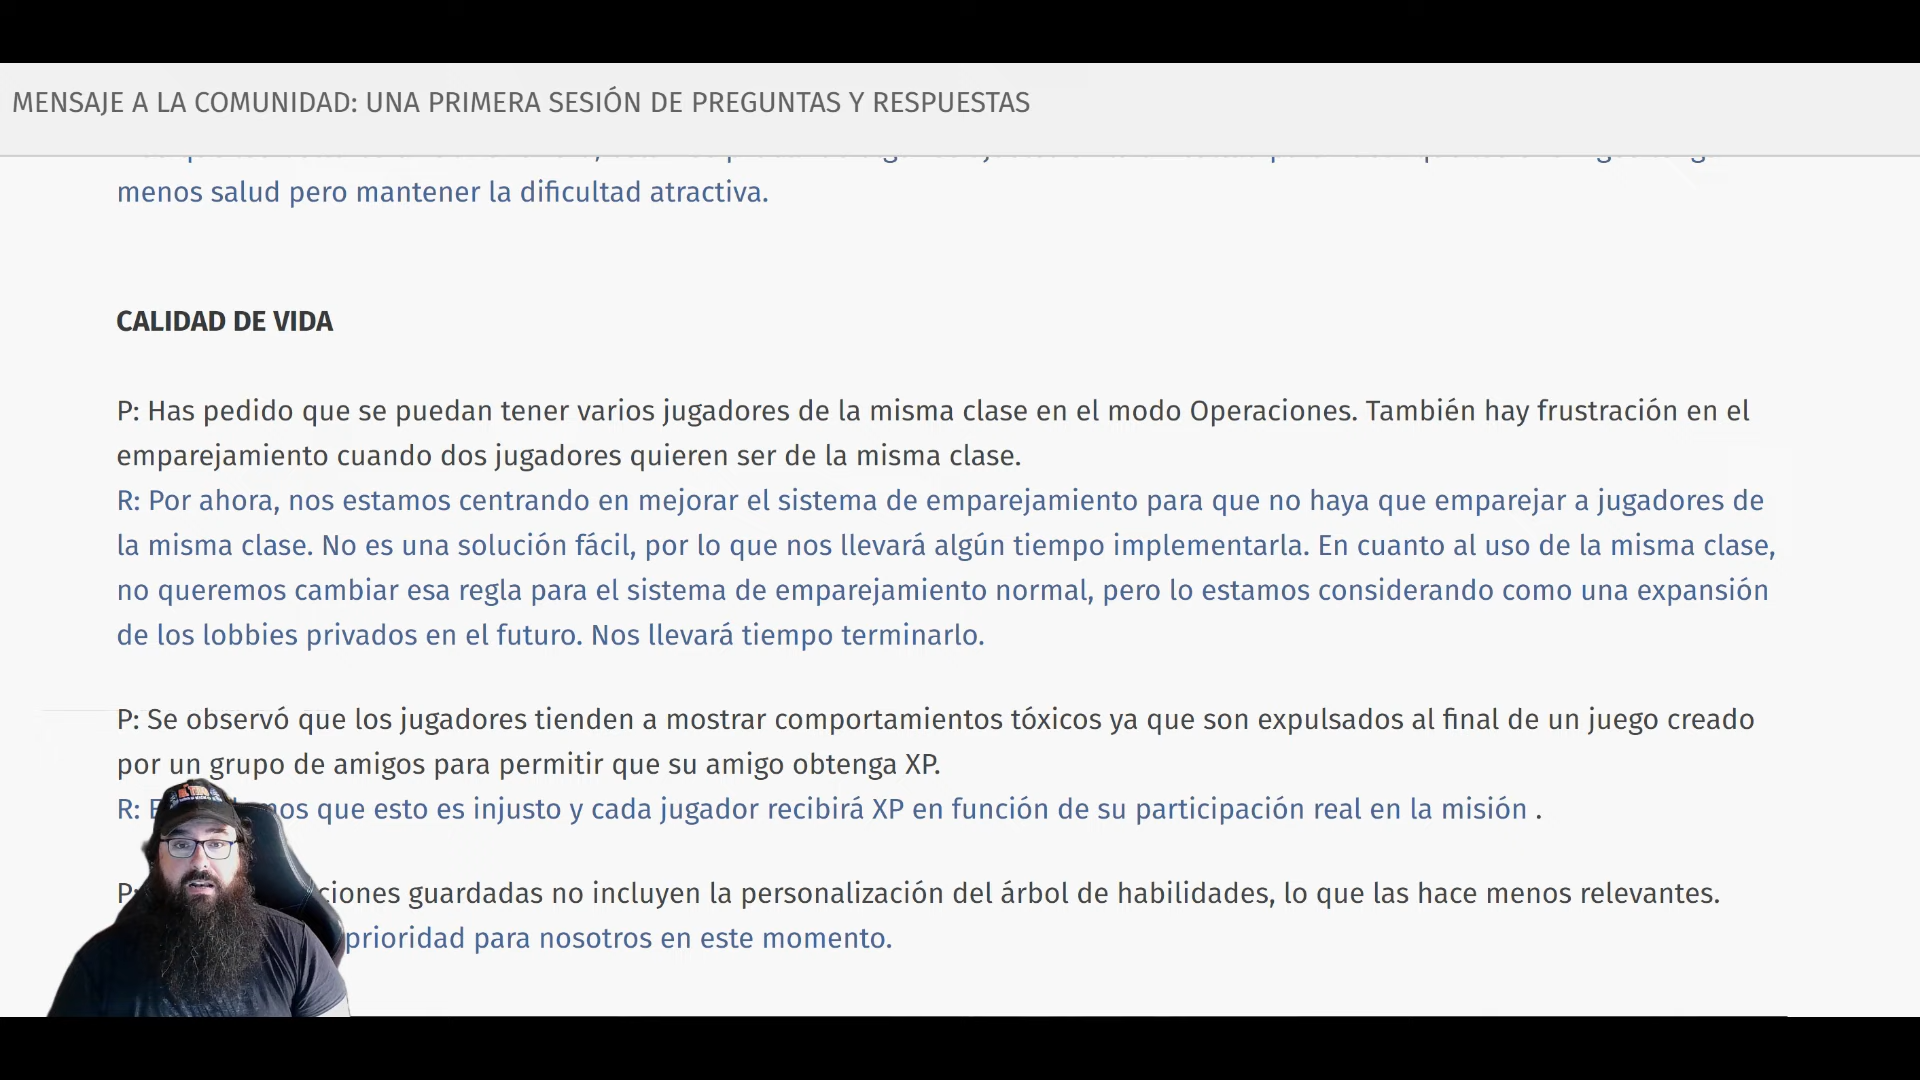 MENSAJE A LA COMUNIDAD: UNA PRIMERA SESIÓN DE PREGUNTAS Y RESPUESTAS
menos salud pero mantener la dificultad atractiva.
CALIDAD DE VIDA
P: Has pedido que se puedan tener varios jugadores de la misma clase en el modo Operaciones. También hay frustración en el
emparejamiento cuando dos jugadores quieren ser de la misma clase.
R: Por ahora, nos estamos centrando en mejorar el sistema de emparejamiento para que no haya que emparejar a jugadores de
la misma clase. No es una solución fácil, por lo que nos llevará algún tiempo implementarla. En cuanto al uso de la misma clase,
no queremos cambiar esa regla para el sistema de emparejamiento normal, pero lo estamos considerando como una expansión
de los lobbies privados en el futuro. Nos llevará tiempo terminarlo.
P: Se observó que los jugadores tienden a mostrar comportamientos tóxicos ya que son expulsados al final de un juego creado
por un grupo de amigos para permitir que su amigo obtenga XP.
R: que esto es injusto y cada jugador recibirá XP en función de su participación real en la misión .
P: guardadas no incluyen la personalización del árbol de habilidades, lo que las hace menos relevantes.
prioridad para nosotros en este momento.